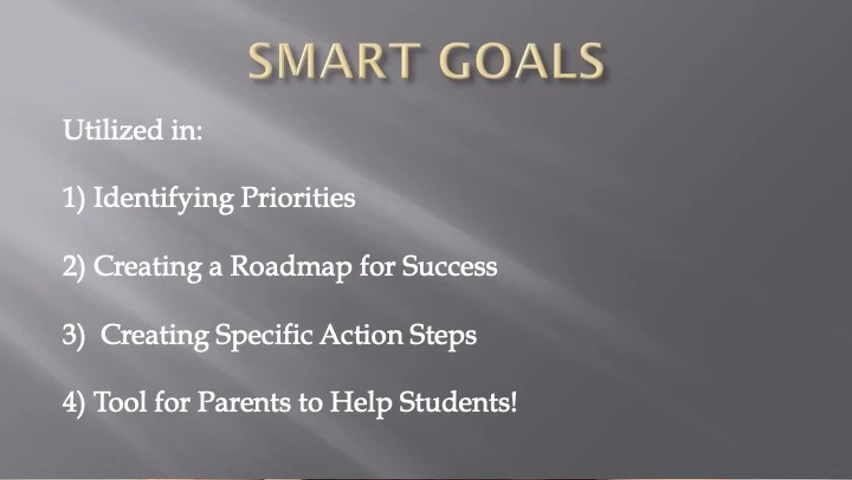 SMART GOALS
Utilized in:
1) Identifying Priorities
2) Creating a Roadmap for Success
3) Creating Specific Action Steps
4) Tool for Parents to Help Students!